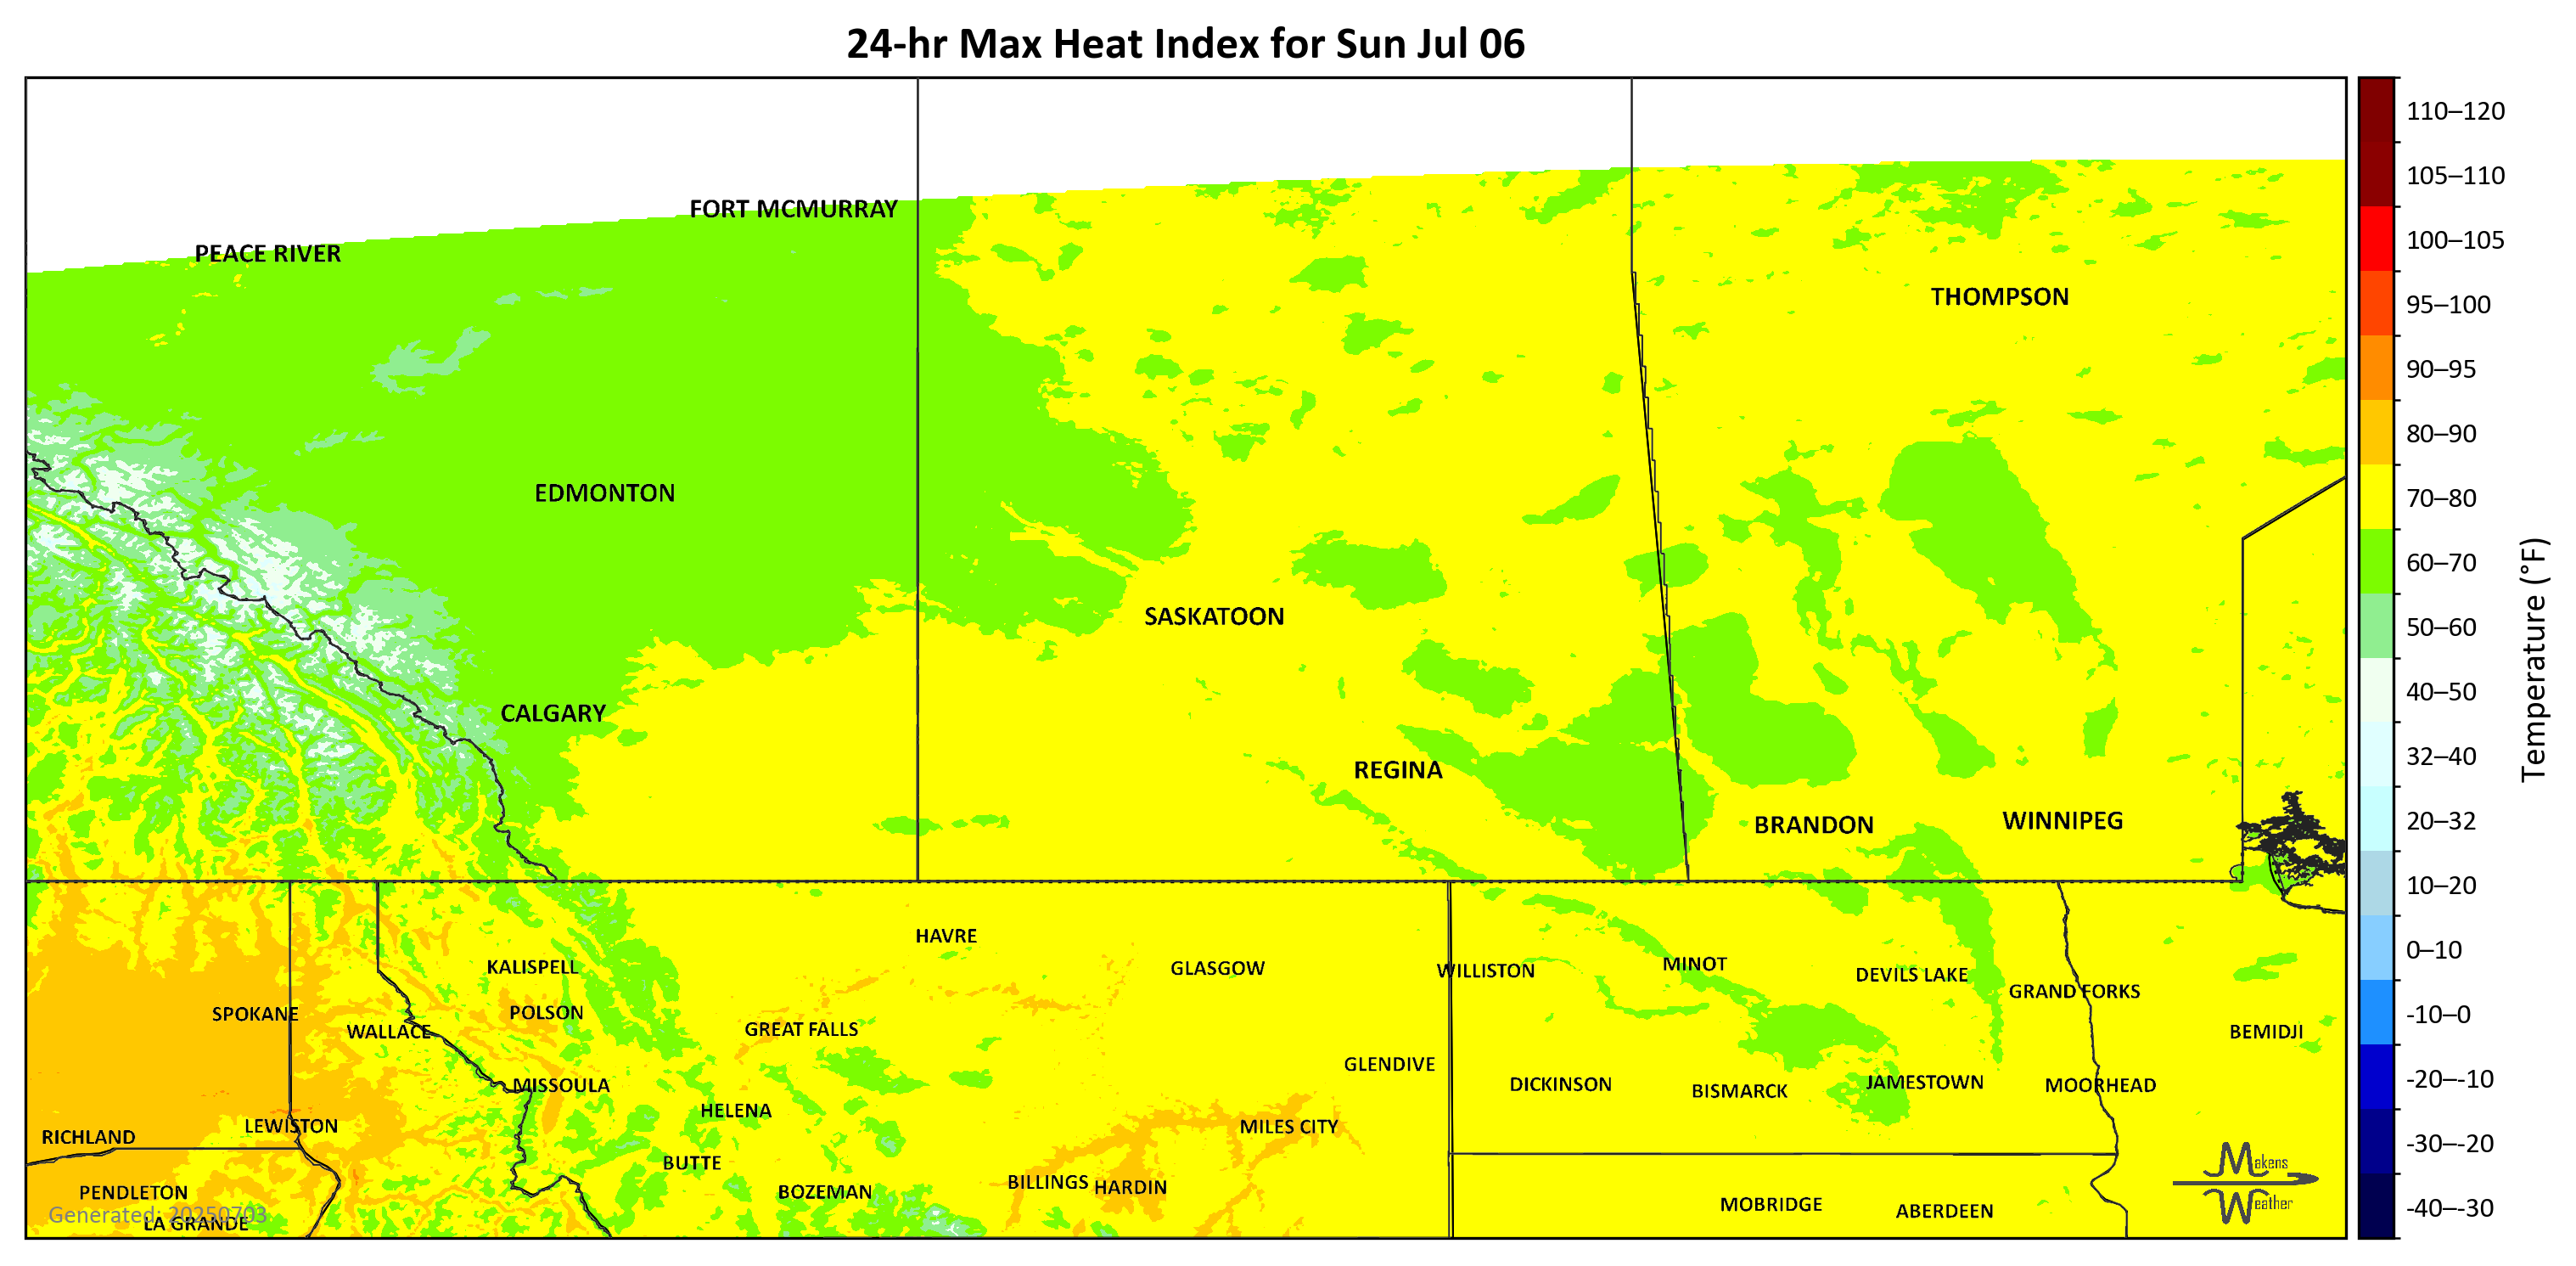 24-hr Max Heat Index for Sun Jul 06
110–120
105–110
FORT MCMURRAY
100–105
PEACE RIVER
THOMPSON
95–100
90–95
80–90
EDMONTON
70–80
60–70
SASKATOON
50–60
Temperature (°F)
40–50
CALGARY
32–40
REGINA
20–32
BRANDON
WINNIPEG
10–20
HAVRE
0–10
KALISPELL
GLASGOW
WILLISTON
MINOT
DEVILS LAKE
GRAND FORKS
SPOKANE
POLSON
-10–0
WALLACE
GREAT FALLS
BEMIDJI
GLENDIVE
-20–-10
MISSOULA
DICKINSON
BISMARCK
JAMESTOWN
MOORHEAD
HELENA
LEWISTON
MILES CITY
RICHLAND
-30–-20
BUTTE
Makens
Weather
PENDLETON
BOZEMAN
BILLINGS
HARDIN
MOBRIDGE
ABERDEEN
-40–-30
Generated: 20250703
LA GRANDE